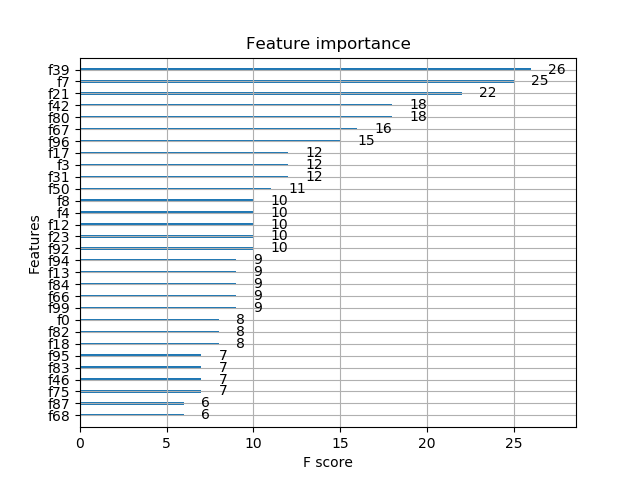 Feature importance
f39 26
f7 25
f21 22
f42 18
f80 18
f67 16
f96 15
f17 12
f3 12
f31 12
f50 11
f8 10
f4 10
f12 10
f23 10
f92 10
f94 9
f13 9
f84 9
f66 9
f99 9
f0 8
f82 8
f18 8
f95 7
f83 7
f46 7
f75 7
f87 6
f68 6
Features
0 5 10 15 20 25
F score